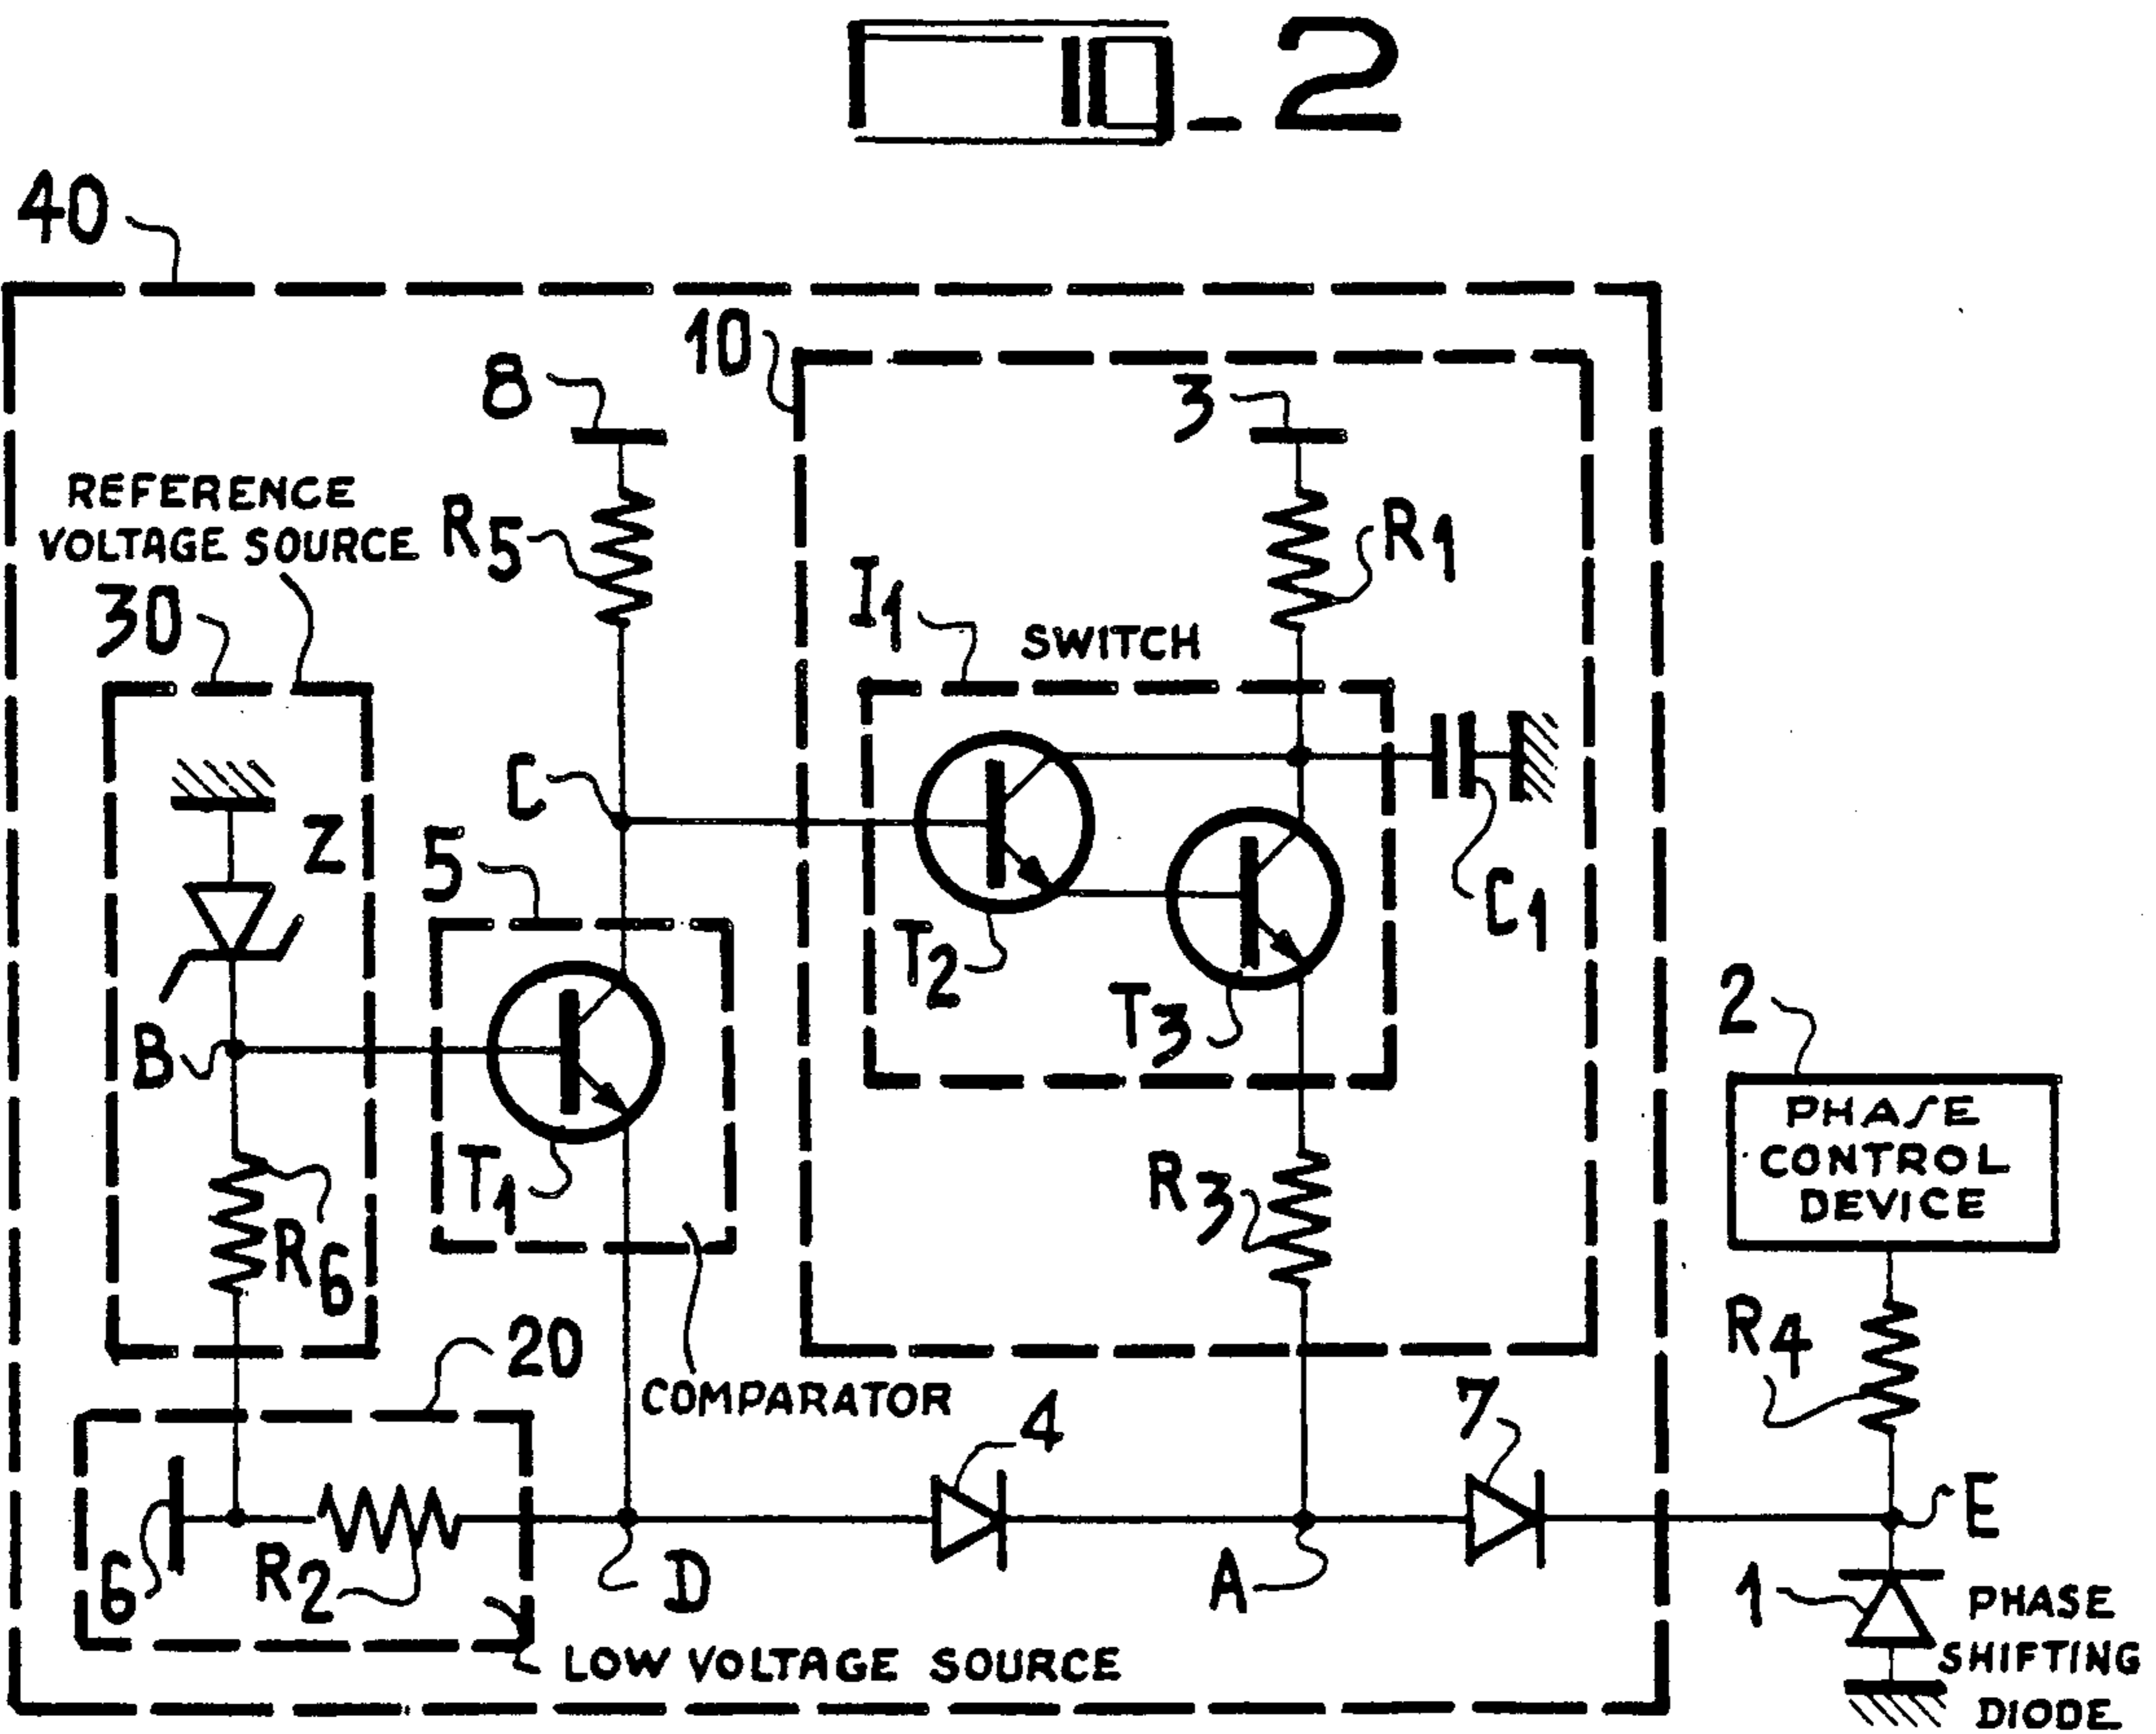 Fig_2
40
10
8
3
REFERENCE
VOLTAGE SOURCE
R5
R1
30
I1
SWITCH
C
Z
5
C1
T2
T3
2
B
PHASE
CONTROL
DEVICE
T1
R3
R6
20
R4
COMPARATOR
4
7
E
6
R2
D
A
1
PHASE
SHIFTING
DIODE
LOW VOLTAGE SOURCE